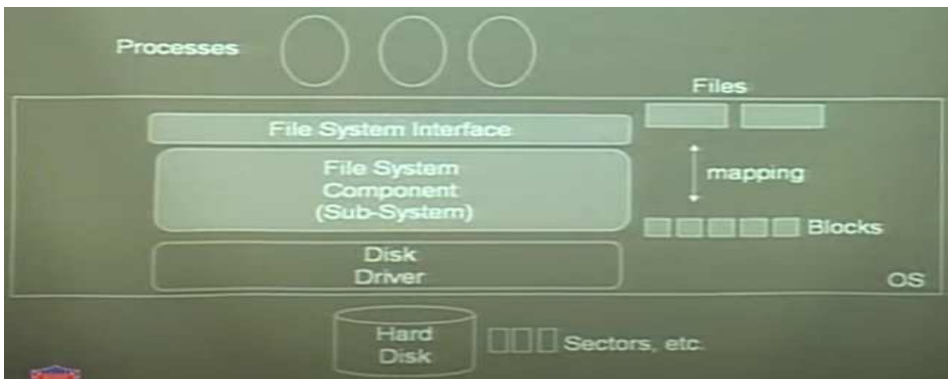 Processes
Files
File System Interface
mapping
File System
Component
(Sub-System)
Blocks
Disk
Driver
OS
Hard
Disk
Sectors, etc.